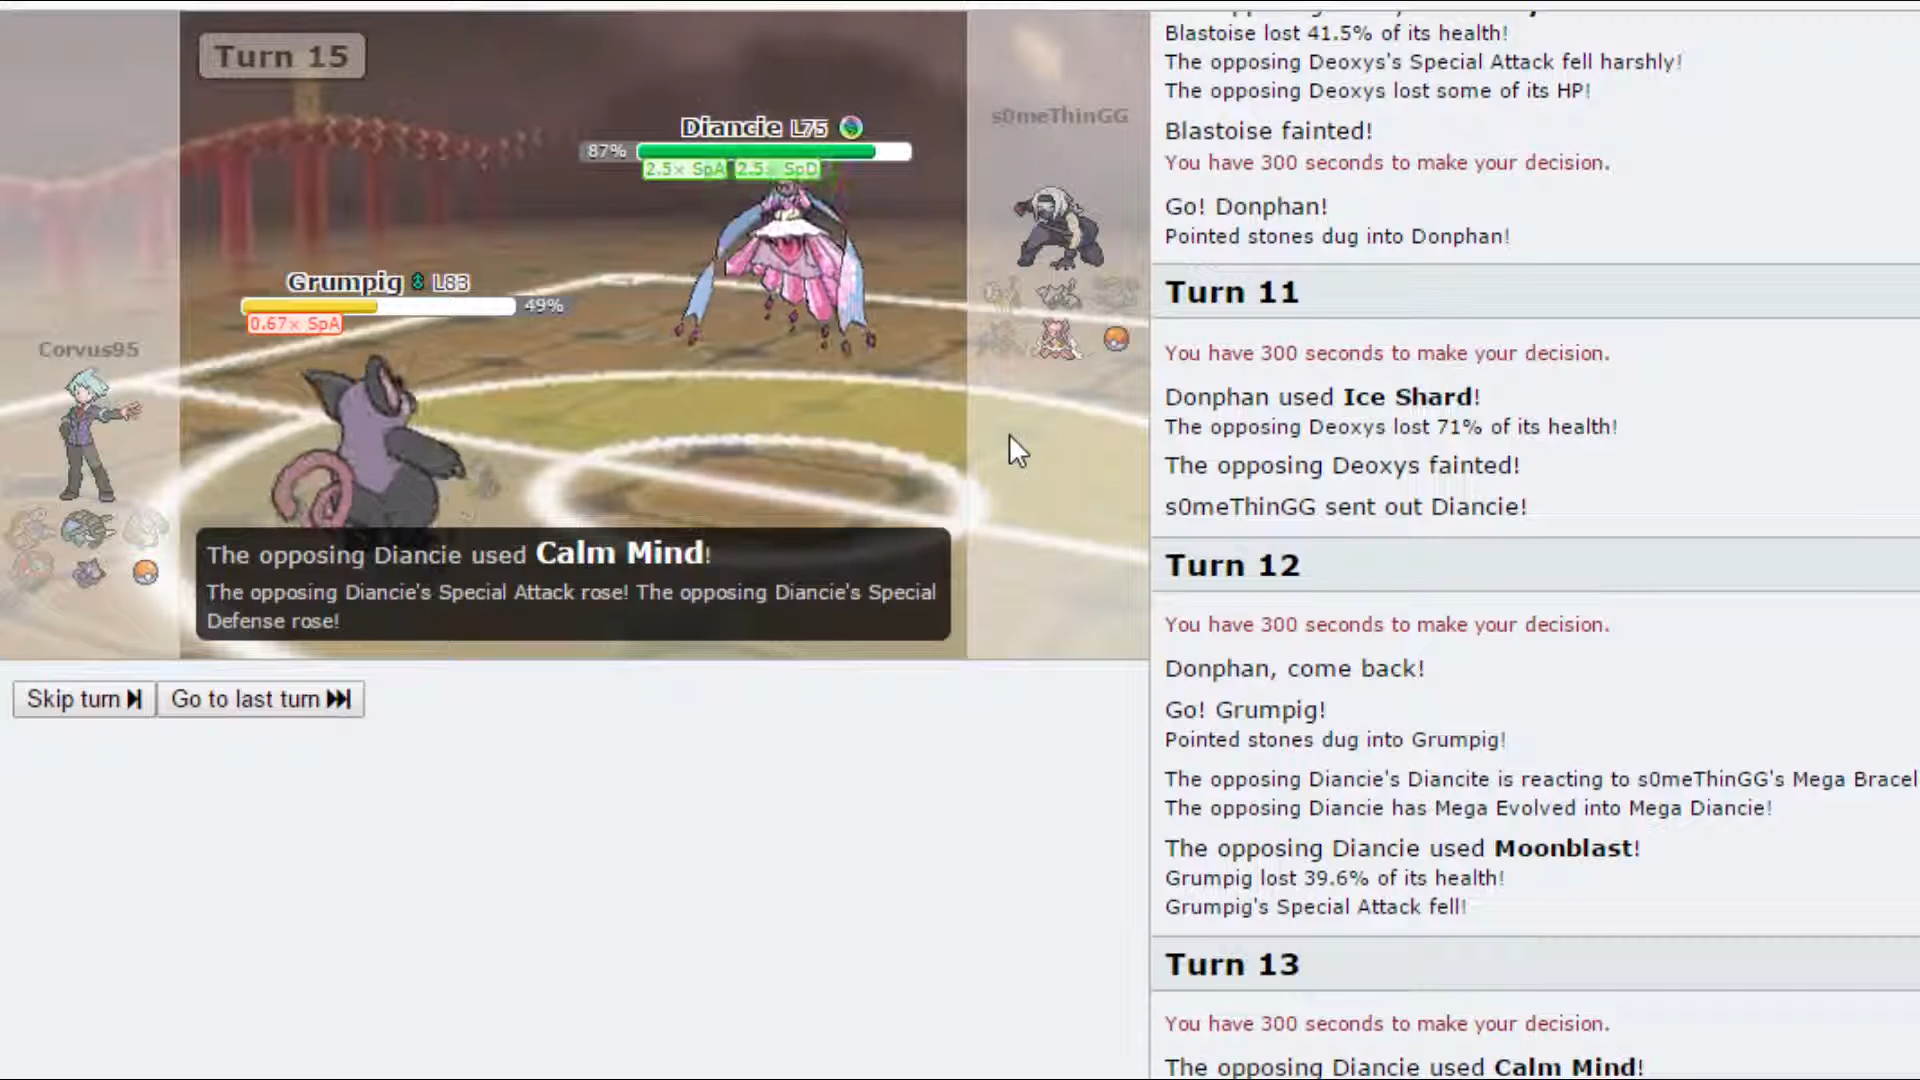 Turn 15
Diancie L75
87%
2.5× SpA 2.5× SpD
s0meThinGG
Grumpig L83
49%
0.67× SpA
Corvus95
The opposing Diancie used Calm Mind!
The opposing Diancie's Special Attack rose! The opposing Diancie's Special
Defense rose!
Skip turn
Go to last turn
Blastoise lost 41.5% of its health!
The opposing Deoxys's Special Attack fell harshly!
The opposing Deoxys lost some of its HP!
Blastoise fainted!
You have 300 seconds to make your decision.
Go! Donphan!
Pointed stones dug into Donphan!
Turn 11
You have 300 seconds to make your decision.
Donphan used Ice Shard!
The opposing Deoxys lost 71% of its health!
The opposing Deoxys fainted!
s0meThinGG sent out Diancie!
Turn 12
You have 300 seconds to make your decision.
Donphan, come back!
Go! Grumpig!
Pointed stones dug into Grumpig!
The opposing Diancie's Diancite is reacting to s0meThinGG's Mega Bracel
The opposing Diancie has Mega Evolved into Mega Diancie!
The opposing Diancie used Moonblast!
Grumpig lost 39.6% of its health!
Grumpig's Special Attack fell!
Turn 13
You have 300 seconds to make your decision.
The opposing Diancie used Calm Mind!